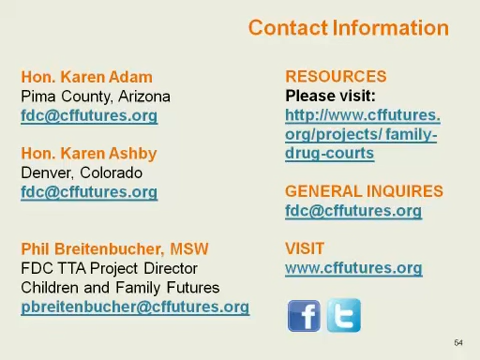 Contact Information
Hon. Karen Adam
Pima County, Arizona
fdc@cffutures.org
Hon. Karen Ashby
Denver, Colorado
fdc@cffutures.org
Phil Breitenbucher, MSW
FDC TTA Project Director
Children and Family Futures
pbreitenbucher@cffutures.org
RESOURCES
Please visit:
http://www.cffutures.
org/projects/ family-
drug-courts
GENERAL INQUIRES
fdc@cffutures.org
VISIT
www.cffutures.org
f
t
54